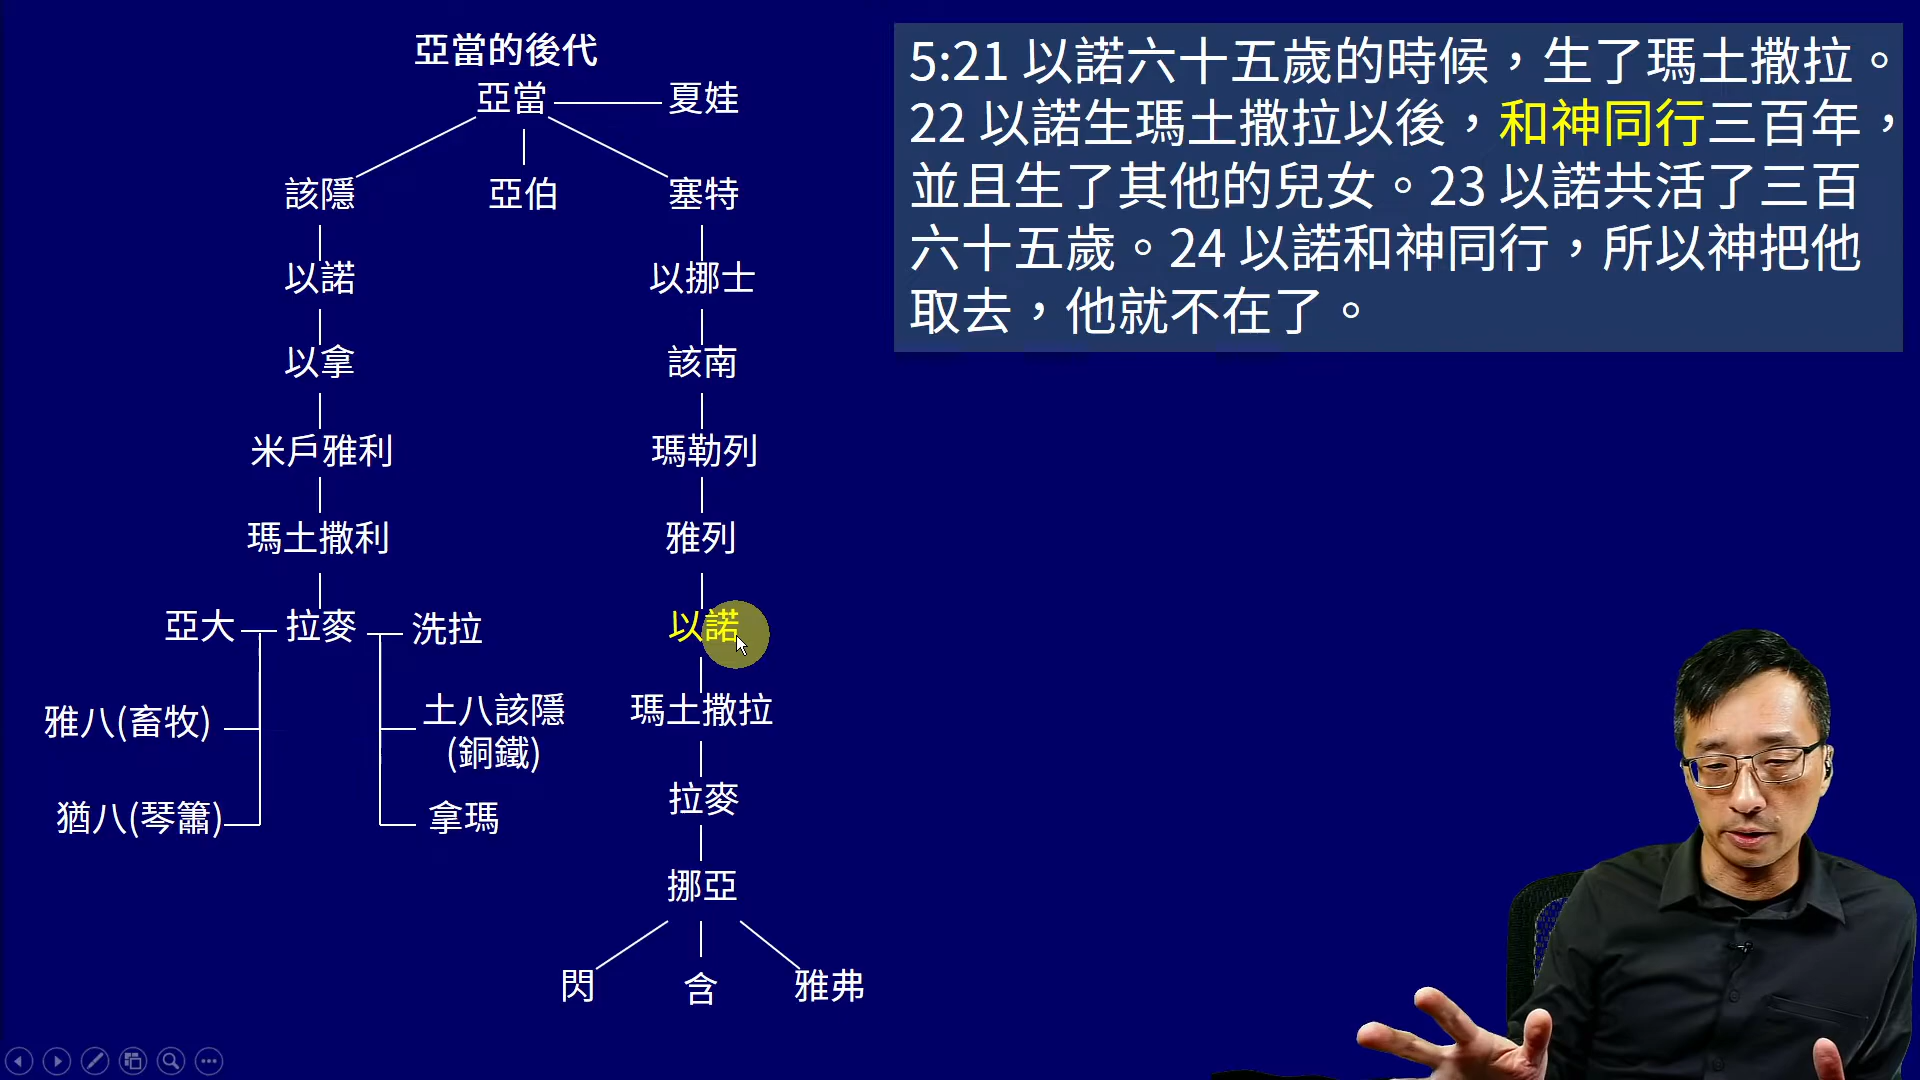 亞當的後代
亞當 夏娃
該隱 亞伯 塞特
以諾 以挪士
以拿 該南
米戶雅利 瑪勒列
瑪土撒利 雅列
亞大 拉麥 洗拉 以諾
雅八(畜牧) 土八該隱 瑪土撒拉
(銅鐵)
猶八(琴簫) 拿瑪 拉麥
挪亞
閃 含 雅弗
5:21 以諾六十五歲的時候，生了瑪土撒拉。
22 以諾生瑪土撒拉以後，和神同行三百年，
並且生了其他的兒女。23 以諾共活了三百
六十五歲。24 以諾和神同行，所以神把他
取去，他就不在了。